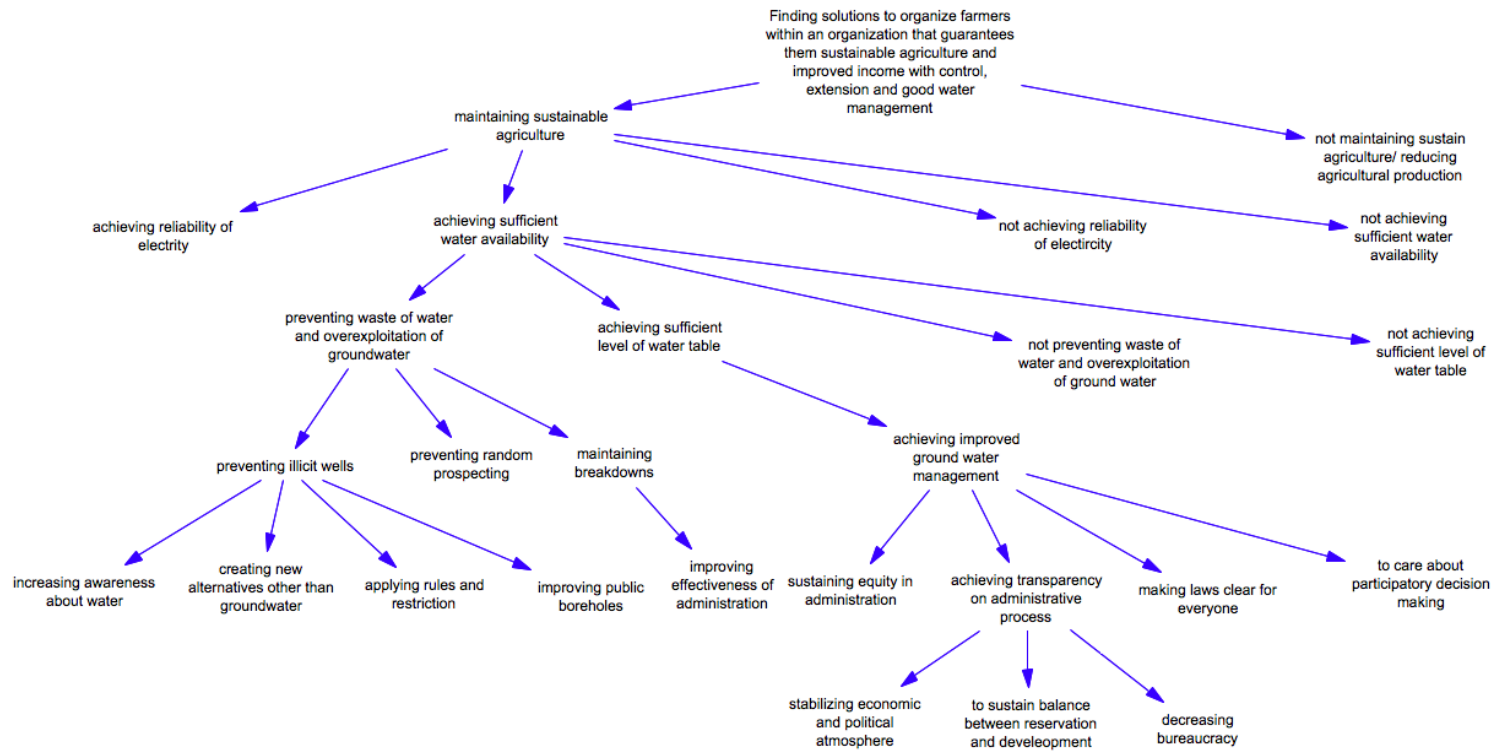 Finding solutions to organize farmers
within an organization that guarantees
them sustainable agriculture and
improved income with control,
extension and good water
management
maintaining sustainable
agriculture
not maintaining sustain
agriculture/ reducing
agricultural production
achieving reliability of
electrity
achieving sufficient
water availability
not achieving reliability
of electircity
not achieving
sufficient water
availability
preventing waste of water
and overexploitation of
groundwater
achieving sufficient
level of water table
not preventing waste of
water and overexploitation
of ground water
not achieving
sufficient level of
water table
preventing illicit wells
preventing random
prospecting
maintaining
breakdowns
achieving improved
ground water
management
increasing awareness
about water
creating new
alternatives other than
groundwater
applying rules and
restriction
improving public
boreholes
improving
effectiveness of
administration
sustaining equity in
administration
achieving transparency
on administrative
process
making laws clear for
everyone
to care about
participatory decision
making
stabilizing economic
and political
atmosphere
to sustain balance
between reservation
and develeopment
decreasing
bureaucracy